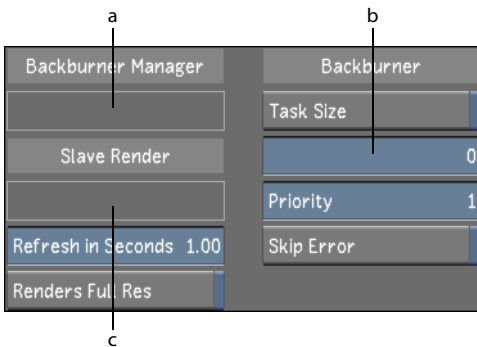 a
b
Backburner Manager
Backburner
Task Size
Slave Render
0
Priority 1
Refresh in Seconds 1.00
Skip Error
Renders Full Res
c